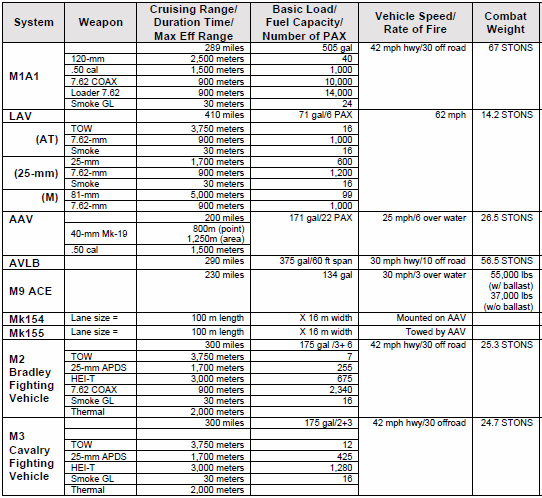 System Weapon Cruising Range/ Duration Time/ Max Eff Range Basic Load/ Fuel Capacity/ Number of PAX Vehicle Speed/ Rate of Fire Combat Weight
M1A1 289 miles 505 gal 42 mph hwy/30 off road 67 STONS
120-mm 2,500 meters 40
.50 cal 1,500 meters 1,000
7.62 COAX 900 meters 10,000
Loader 7.62 900 meters 14,000
Smoke GL 30 meters 24
LAV 410 miles 71 gal/6 PAX 62 mph 14.2 STONS
(AT) TOW 3,750 meters 16
7.62-mm 900 meters 1,000
Smoke 30 meters 16
(25-mm) 25-mm 1,700 meters 600
7.62-mm 900 meters 1,200
Smoke 30 meters 16
(M) 81-mm 5,000 meters 99
7.62-mm 900 meters 1,000
AAV 200 miles 171 gal/22 PAX 25 mph/6 over water 26.5 STONS
40-mm Mk-19 800m (point)
1,250m (area)
.50 cal 1,500 meters
AVLB 290 miles 375 gal/60 ft span 30 mph hwy/10 off road 56.5 STONS
M9 ACE 230 miles 134 gal 30 mph/3 over water 55,000 lbs
(w/ ballast)
37,000 lbs
(w/o ballast)
Mk154 Lane size = 100 m length X 16 m width Mounted on AAV
Mk155 Lane size = 100 m length X 16 m width Towed by AAV
M2 Bradley Fighting Vehicle 300 miles 175 gal /3+ 6 42 mph hwy/30 off road 25.3 STONS
TOW 3,750 meters 7
25-mm APDS 1,700 meters 255
HEI-T 3,000 meters 675
7.62 COAX 900 meters 2,340
Smoke GL 30 meters 16
Thermal 2,000 meters
M3 Cavalry Fighting Vehicle 300 miles 175 gal/2+3 42 mph hwy/30 offroad 24.7 STONS
TOW 3,750 meters 12
25-mm APDS 1,700 meters 425
HEI-T 3,000 meters 1,280
Smoke GL 30 meters 16
Thermal 2,000 meters